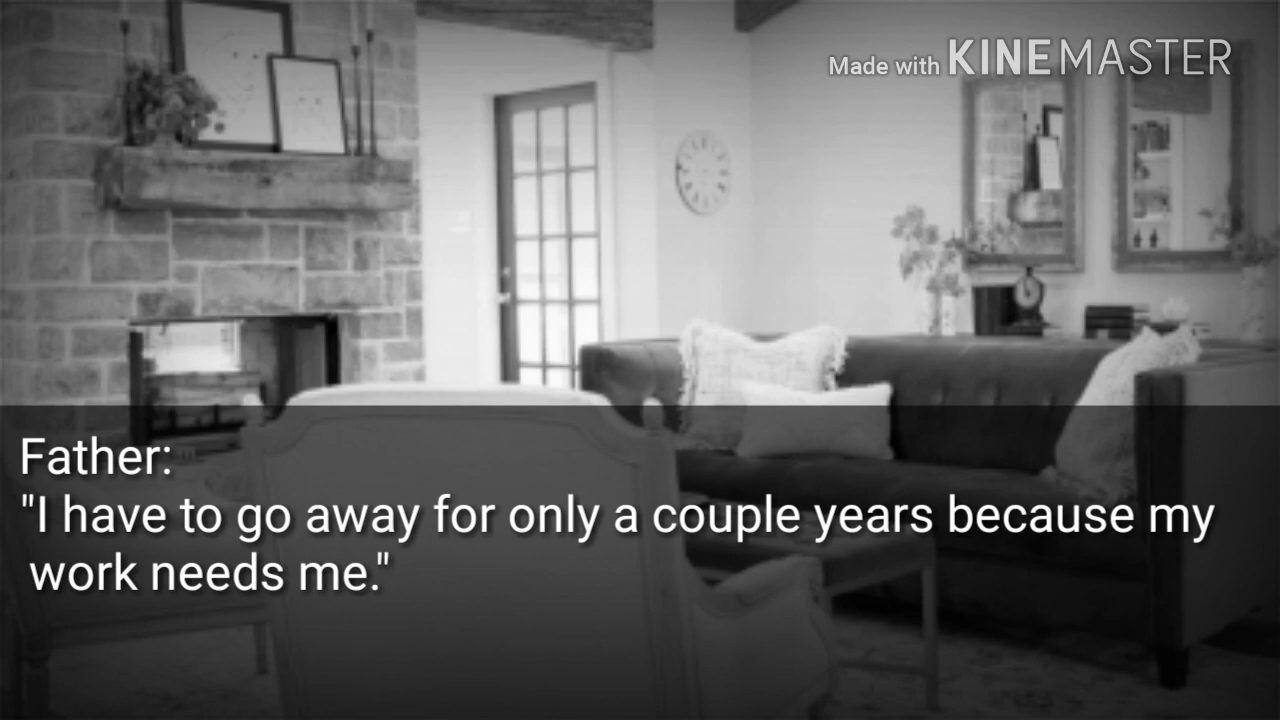 Made with KINEMASTER
Father:
"I have to go away for only a couple years because my
work needs me."